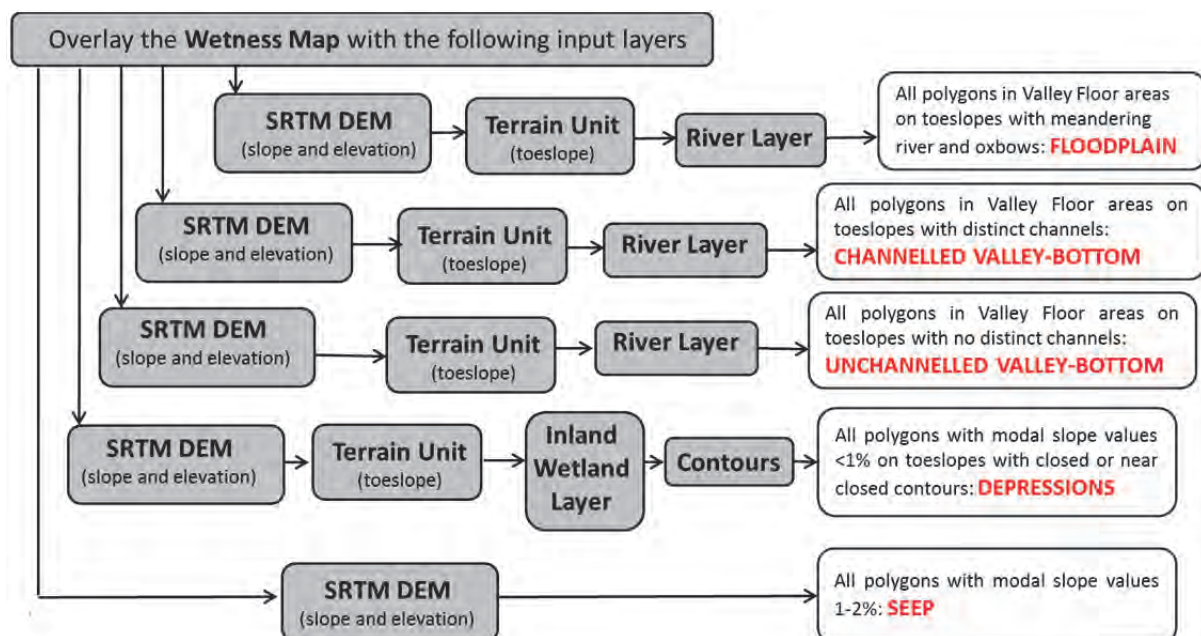 Overlay the Wetness Map with the following input layers
SRTM DEM
(slope and elevation)
Terrain Unit
(toeslope)
River Layer
All polygons in Valley Floor areas
on toeslopes with meandering
river and oxbows: FLOODPLAIN
SRTM DEM
(slope and elevation)
Terrain Unit
(toeslope)
River Layer
All polygons in Valley Floor areas on
toeslopes with distinct channels:
CHANNELLED VALLEY-BOTTOM
SRTM DEM
(slope and elevation)
Terrain Unit
(toeslope)
River Layer
All polygons in Valley Floor areas on
toeslopes with no distinct channels:
UNCHANNELLED VALLEY-BOTTOM
SRTM DEM
(slope and elevation)
Terrain Unit
(toeslope)
Inland
Wetland
Layer
Contours
All polygons with modal slope values
<1% on toeslopes with closed or near
closed contours: DEPRESSIONS
SRTM DEM
(slope and elevation)
All polygons with modal slope values
1-2%: SEEP